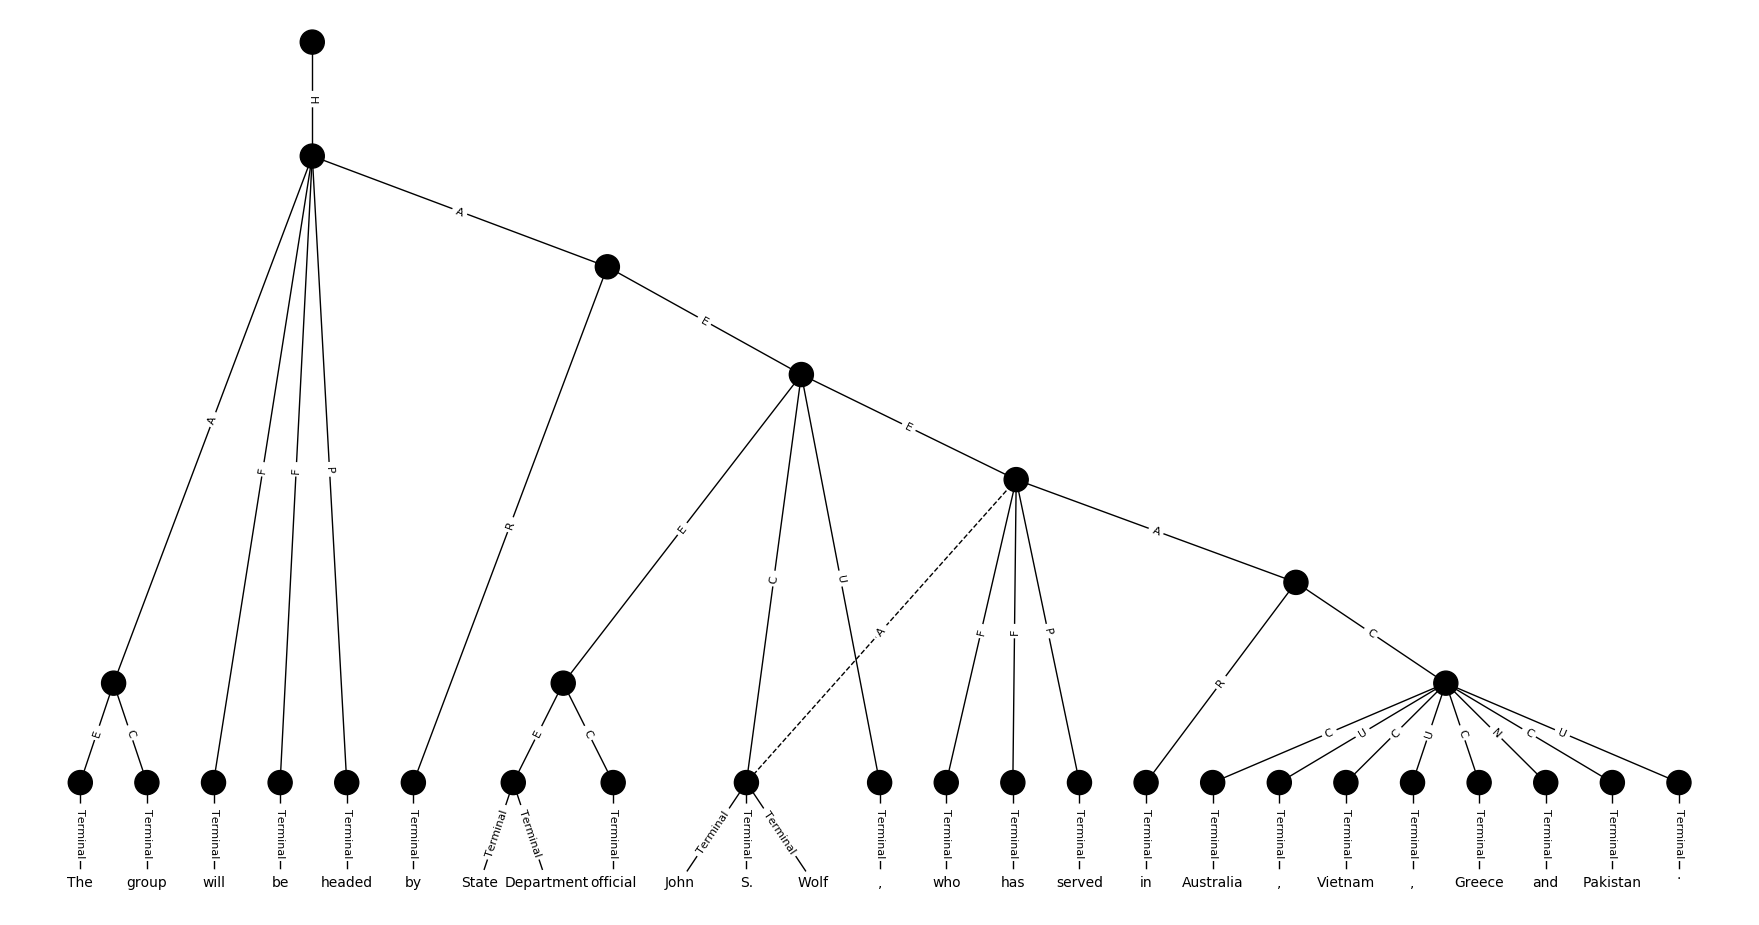 H
A
E
E
A
A
F
F
P
R
E
C
U
A
F
F
P
R
C
E
C
E
C
C
U
C
U
C
N
C
U
Terminal Terminal Terminal Terminal Terminal Terminal Terminal Terminal Terminal Terminal Terminal Terminal Terminal Terminal Terminal Terminal Terminal Terminal Terminal Terminal Terminal Terminal Terminal Terminal Terminal
The group will be headed by State Department official John S. Wolf , who has served in Australia , Vietnam , Greece and Pakistan .